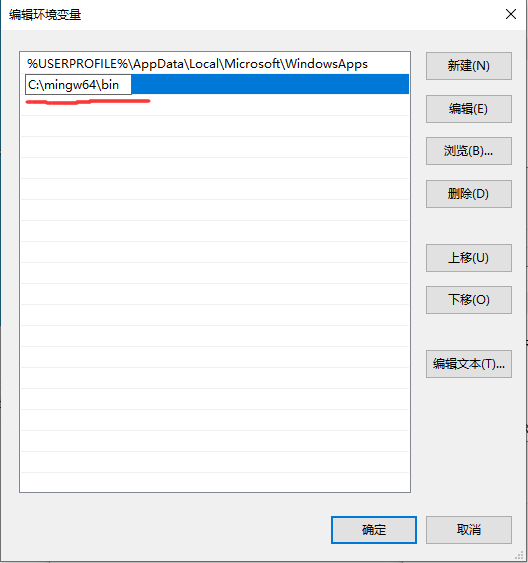 编辑环境变量
%USERPROFILE%\AppData\Local\Microsoft\WindowsApps
C:\mingw64\bin
新建(N)
编辑(E)
浏览(B)...
删除(D)
上移(U)
下移(O)
编辑文本(T)...
确定
取消